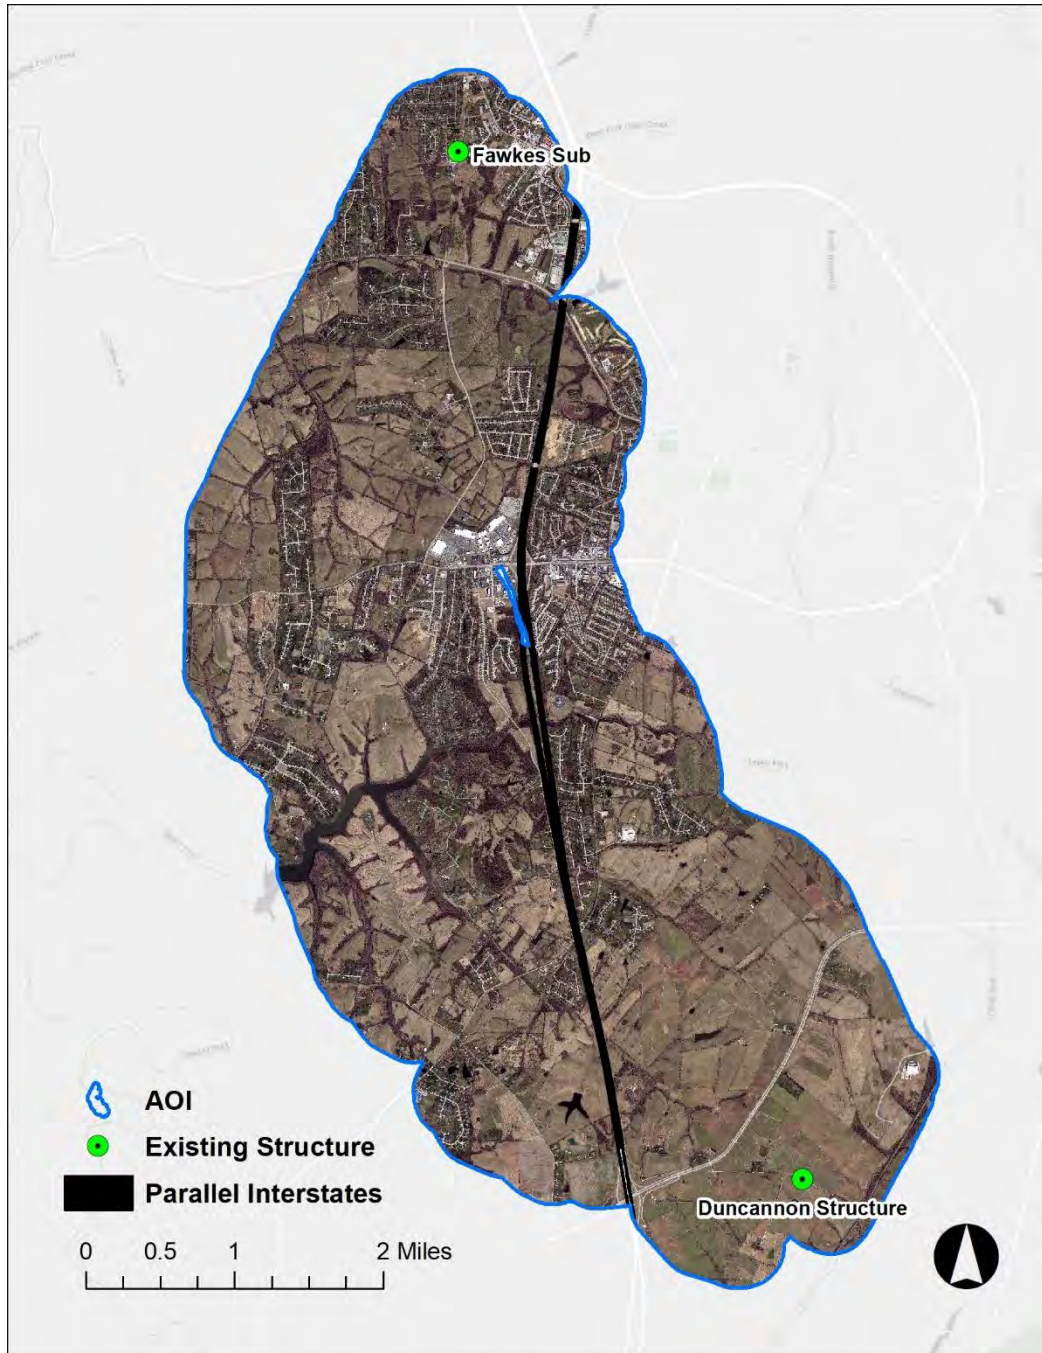 Fawkes Sub
AOI
Existing Structure
Parallel Interstates
Duncannon Structure
0 0.5 1 2 Miles